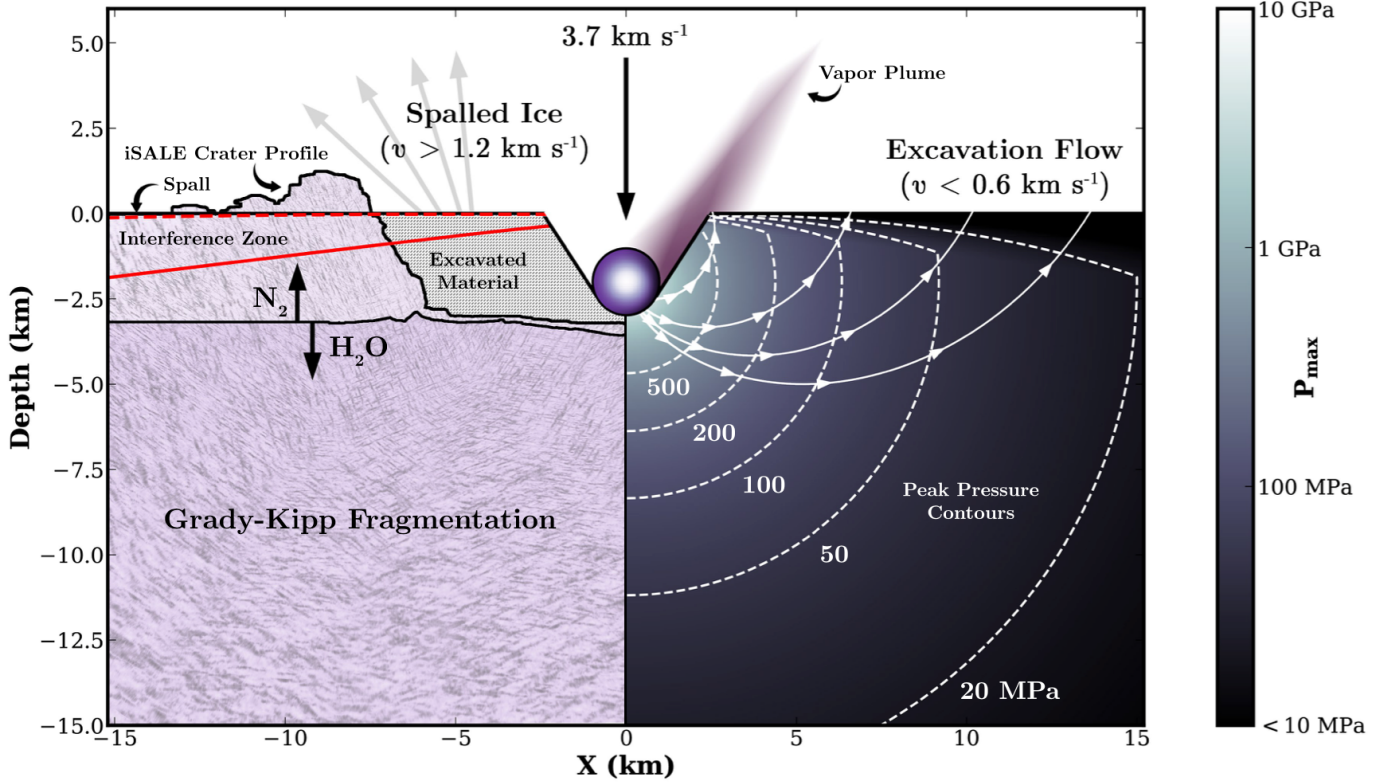 3.7 km s⁻¹
Vapor Plume
Spalled Ice
(v > 1.2 km s⁻¹)
Excavation Flow
(v < 0.6 km s⁻¹)
iSALE Crater Profile
Spall
Interference Zone
Excavated
Material
N₂
H₂O
Grady-Kipp Fragmentation
500
200
100
50
20 MPa
Peak Pressure
Contours
Depth (km)
5.0
2.5
0.0
−2.5
−5.0
−7.5
−10.0
−12.5
−15.0
−15
−10
−5
0
5
10
15
X (km)
10 GPa
1 GPa
100 MPa
<10 MPa
Pmax